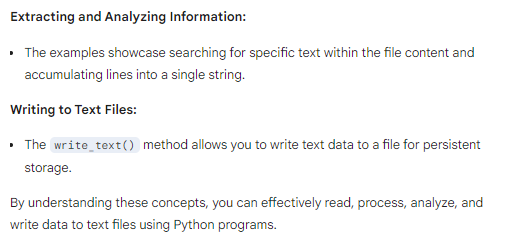 Extracting and Analyzing Information:
• The examples showcase searching for specific text within the file content and
accumulating lines into a single string.
Writing to Text Files:
• The write_text() method allows you to write text data to a file for persistent
storage.
By understanding these concepts, you can effectively read, process, analyze, and
write data to text files using Python programs.